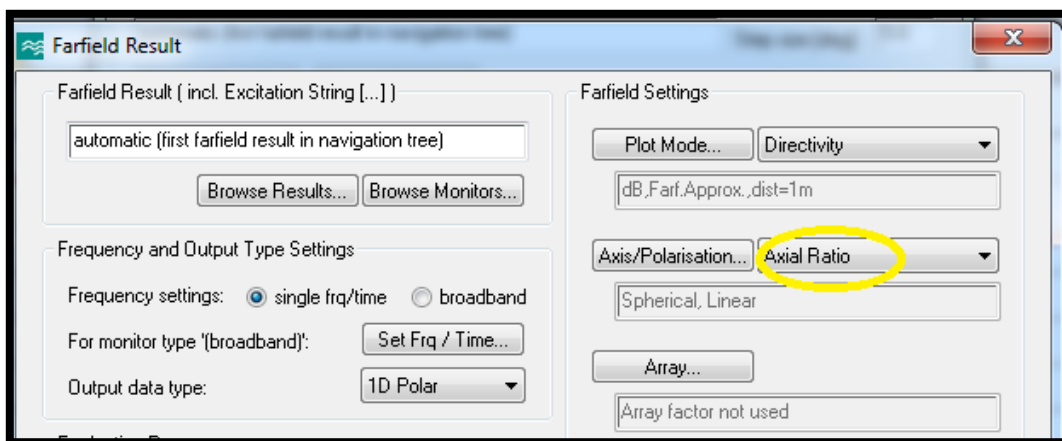 Farfield Result
X
Farfield Result ( incl. Excitation String [...] )
automatic (first farfield result in navigation tree)
Browse Results...
Browse Monitors...
Frequency and Output Type Settings
Frequency settings:
single frq/time
broadband
For monitor type '(broadband)':
Set Frq / Time...
Output data type:
1D Polar
Farfield Settings
Plot Mode...
Directivity
dB,Farf.Approx.,dist=1m
Axis/Polarisation...
Axial Ratio
Spherical, Linear
Array...
Array factor not used